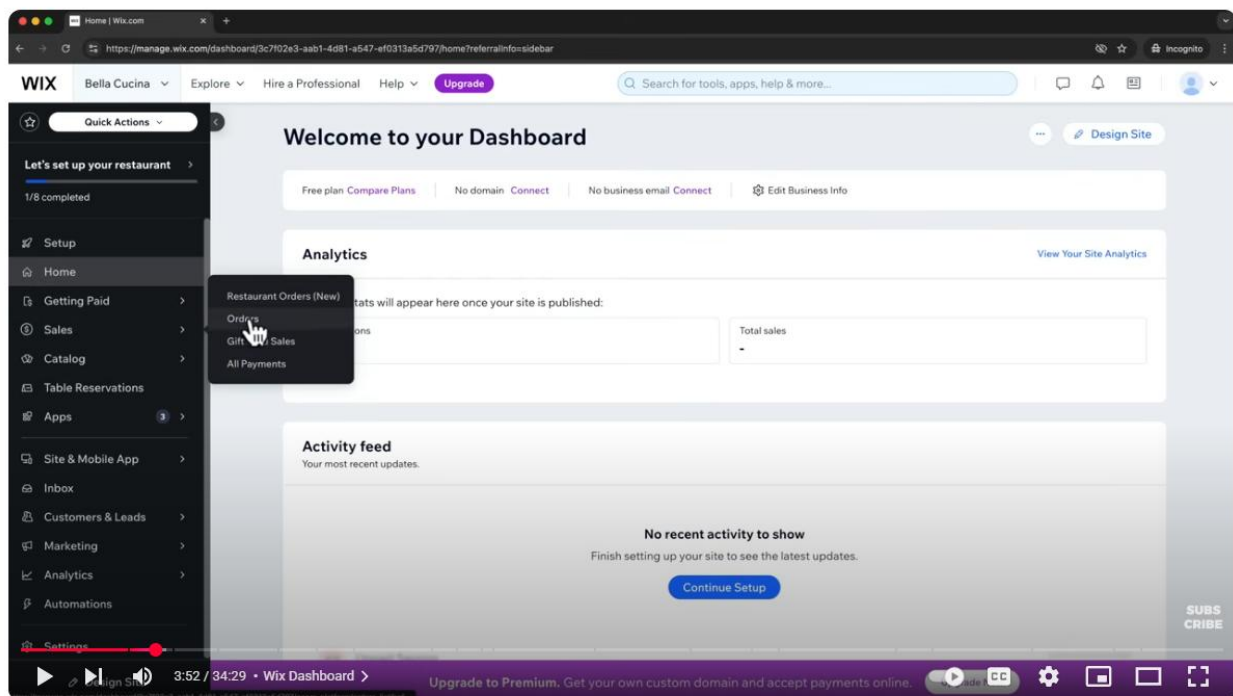 WIX Home | Wix.com
https://manage.wix.com/dashboard/3c7f02e3-aab1-4d81-a547-ef0313a5d797/home?referralInfo=sidebar
Incognito
WIX Bella Cucina Explore Hire a Professional Help Upgrade
Search for tools, apps, help & more...
Quick Actions
Let's set up your restaurant
1/8 completed
Setup
Home
Getting Paid
Sales
Catalog
Table Reservations
Apps 3
Site & Mobile App
Inbox
Customers & Leads
Marketing
Analytics
Automations
Settings
Restaurant Orders (New)
Orders
Gift Sales
All Payments
Welcome to your Dashboard
Design Site
Free plan Compare Plans No domain Connect No business email Connect Edit Business Info
Analytics
View Your Site Analytics
tats will appear here once your site is published:
ons
Total sales
-
Activity feed
Your most recent updates.
No recent activity to show
Finish setting up your site to see the latest updates.
Continue Setup
SUBS
CRIBE
3:52 / 34:29 • Wix Dashboard
Upgrade to Premium. Get your own custom domain and accept payments online.
CC